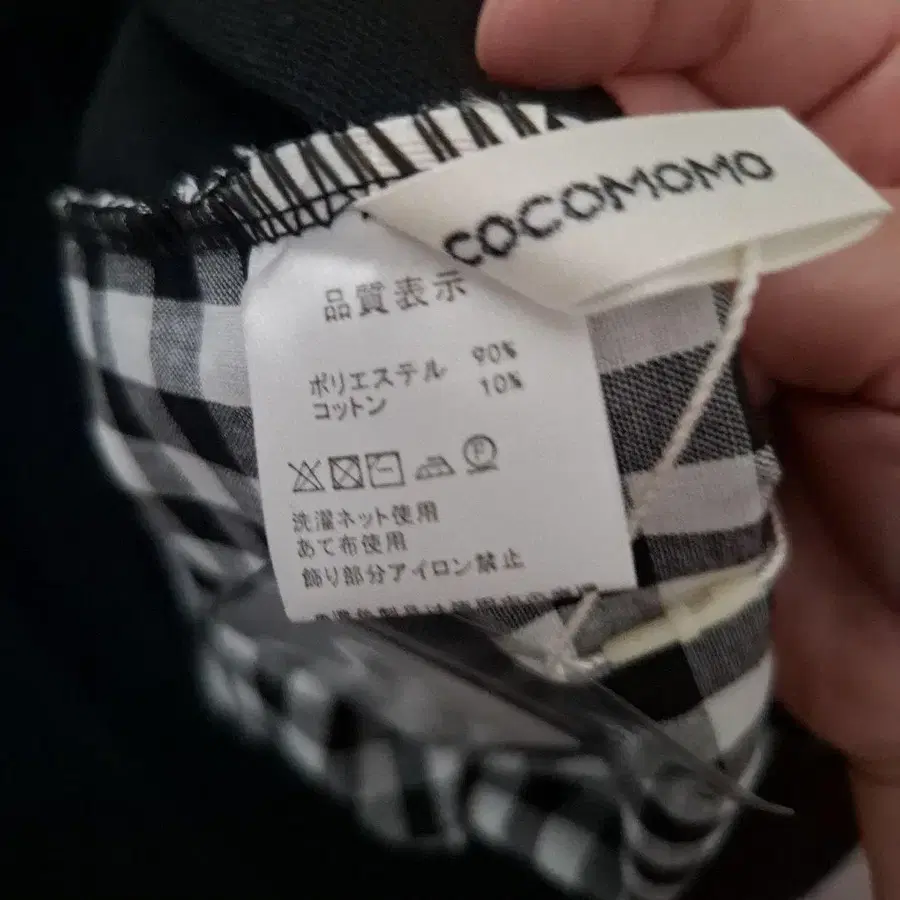 COCOMOMO
品質表示
ポリエステル 90%
コットン 10%
P
洗濯ネット使用
あて布使用
飾り部分アイロン禁止